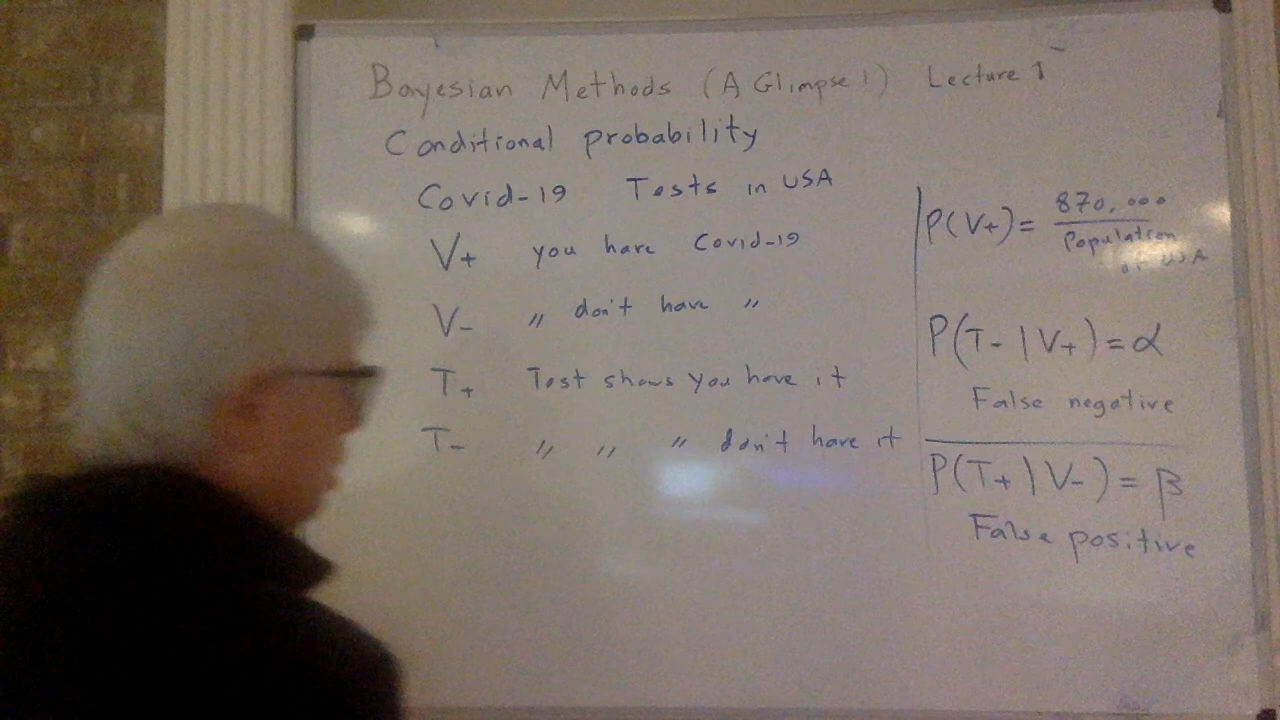 Bayesian Methods (A Glimpse!) Lecture 1
Conditional probability
Covid-19 Tests in USA
V+ you have Covid-19
V- " don't have "
T+ Test shows you have it
T- " " " don't have it
P(V+) = 870,000
Population
P(T- | V+) = α
False negative
P(T+ | V-) = β
False positive